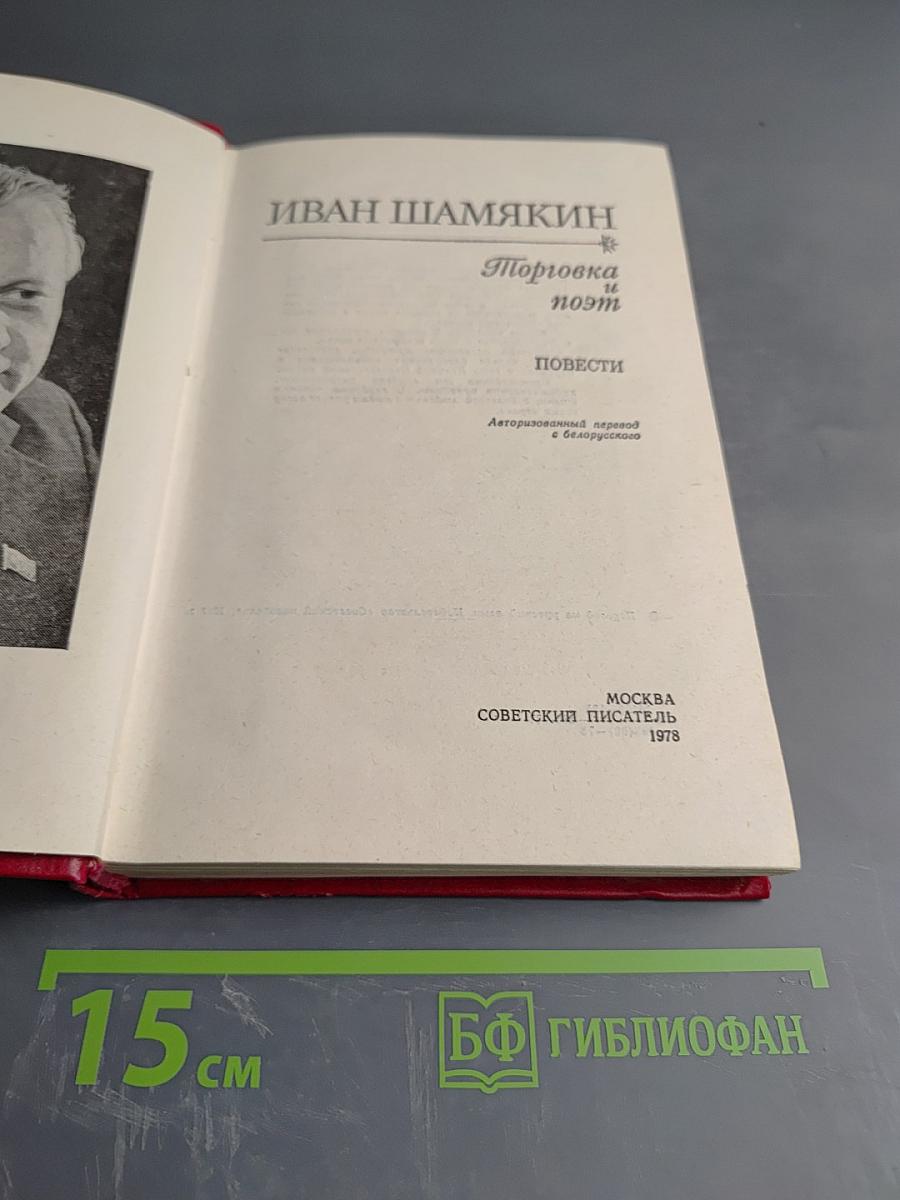 ИВАН ШАМЯКИН
Торговка
и
поэт
ПОВЕСТИ
Авторизованный перевод
с белорусского
МОСКВА
СОВЕТСКИЙ ПИСАТЕЛЬ
1978
15 см
БФ ГИБЛИОФАН